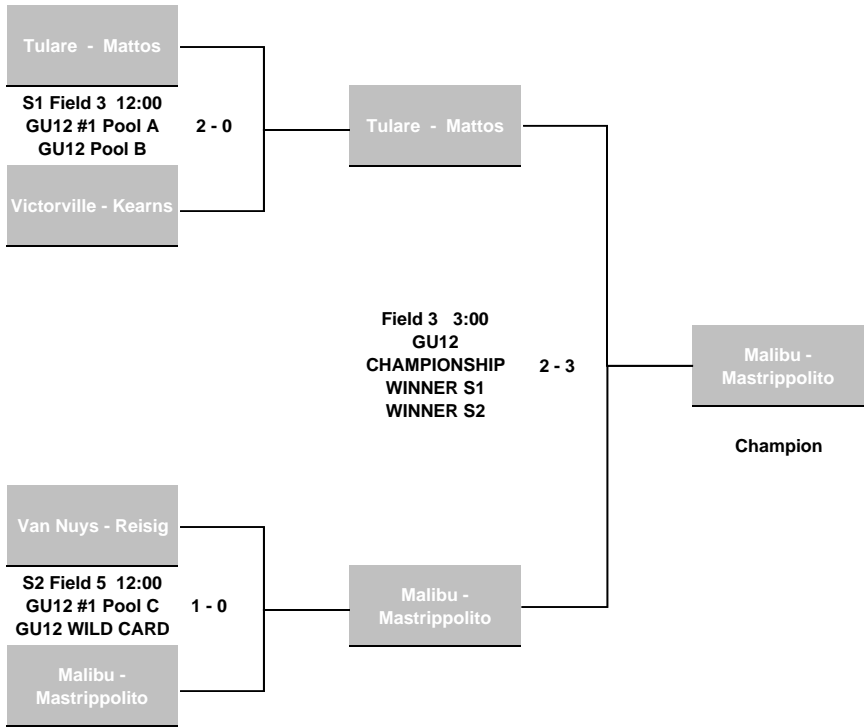 Tulare - Mattos
S1 Field 3 12:00
GU12 #1 Pool A
GU12 Pool B
2 - 0
Victorville - Kearns
Tulare - Mattos
Field 3 3:00
GU12
CHAMPIONSHIP
WINNER S1
WINNER S2
2 - 3
Malibu -
Mastrippolito
Champion
Van Nuys - Reisig
S2 Field 5 12:00
GU12 #1 Pool C
GU12 WILD CARD
1 - 0
Malibu -
Mastrippolito
Malibu -
Mastrippolito